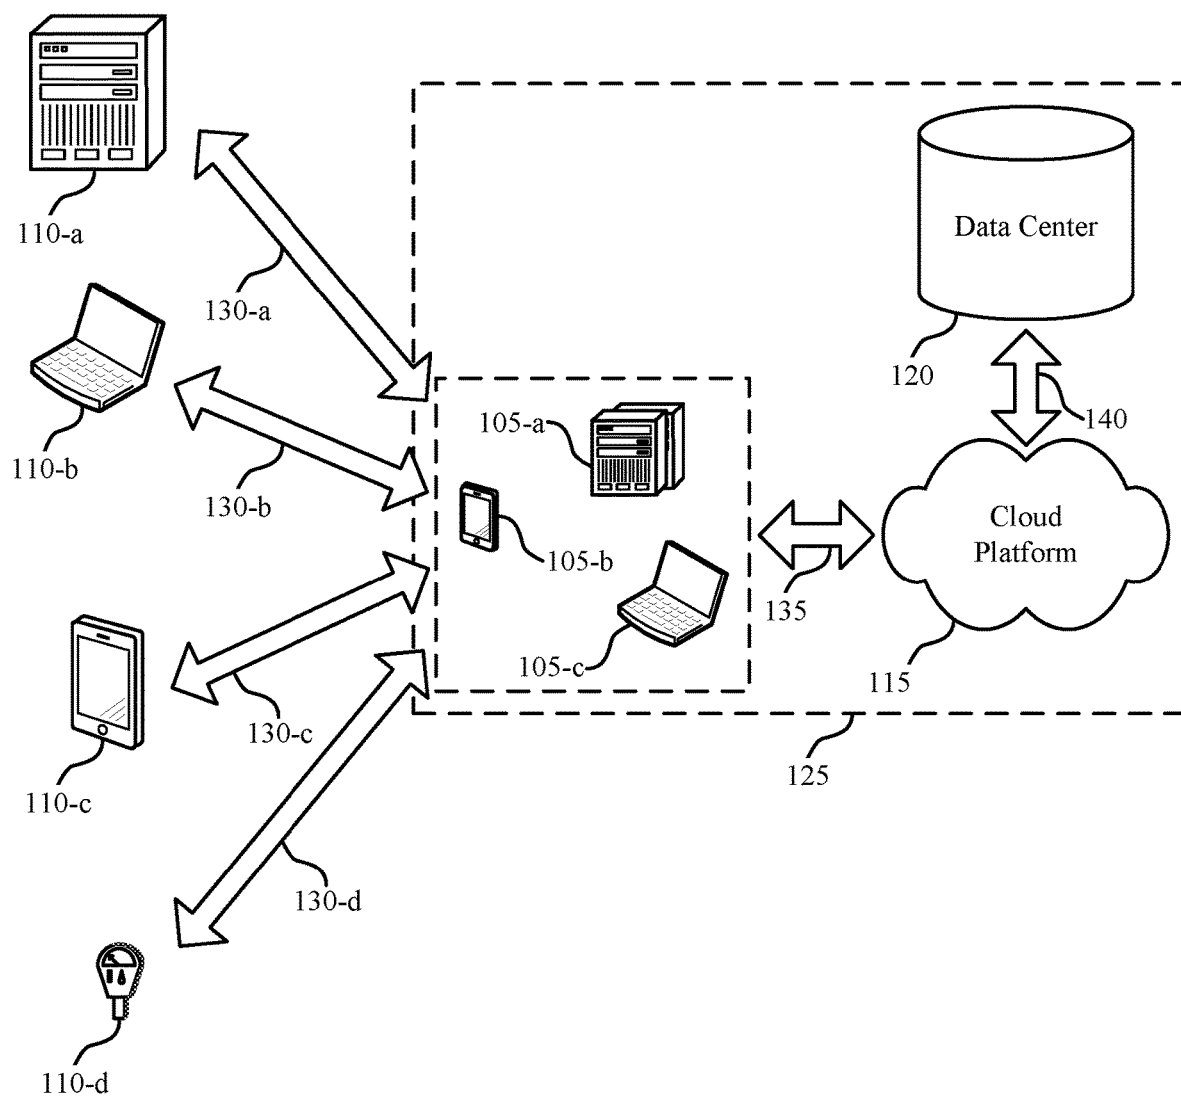 110-a
130-a
Data Center
120
140
110-b
130-b
105-a
105-b
105-c
135
Cloud
Platform
115
130-c
110-c
125
130-d
110-d